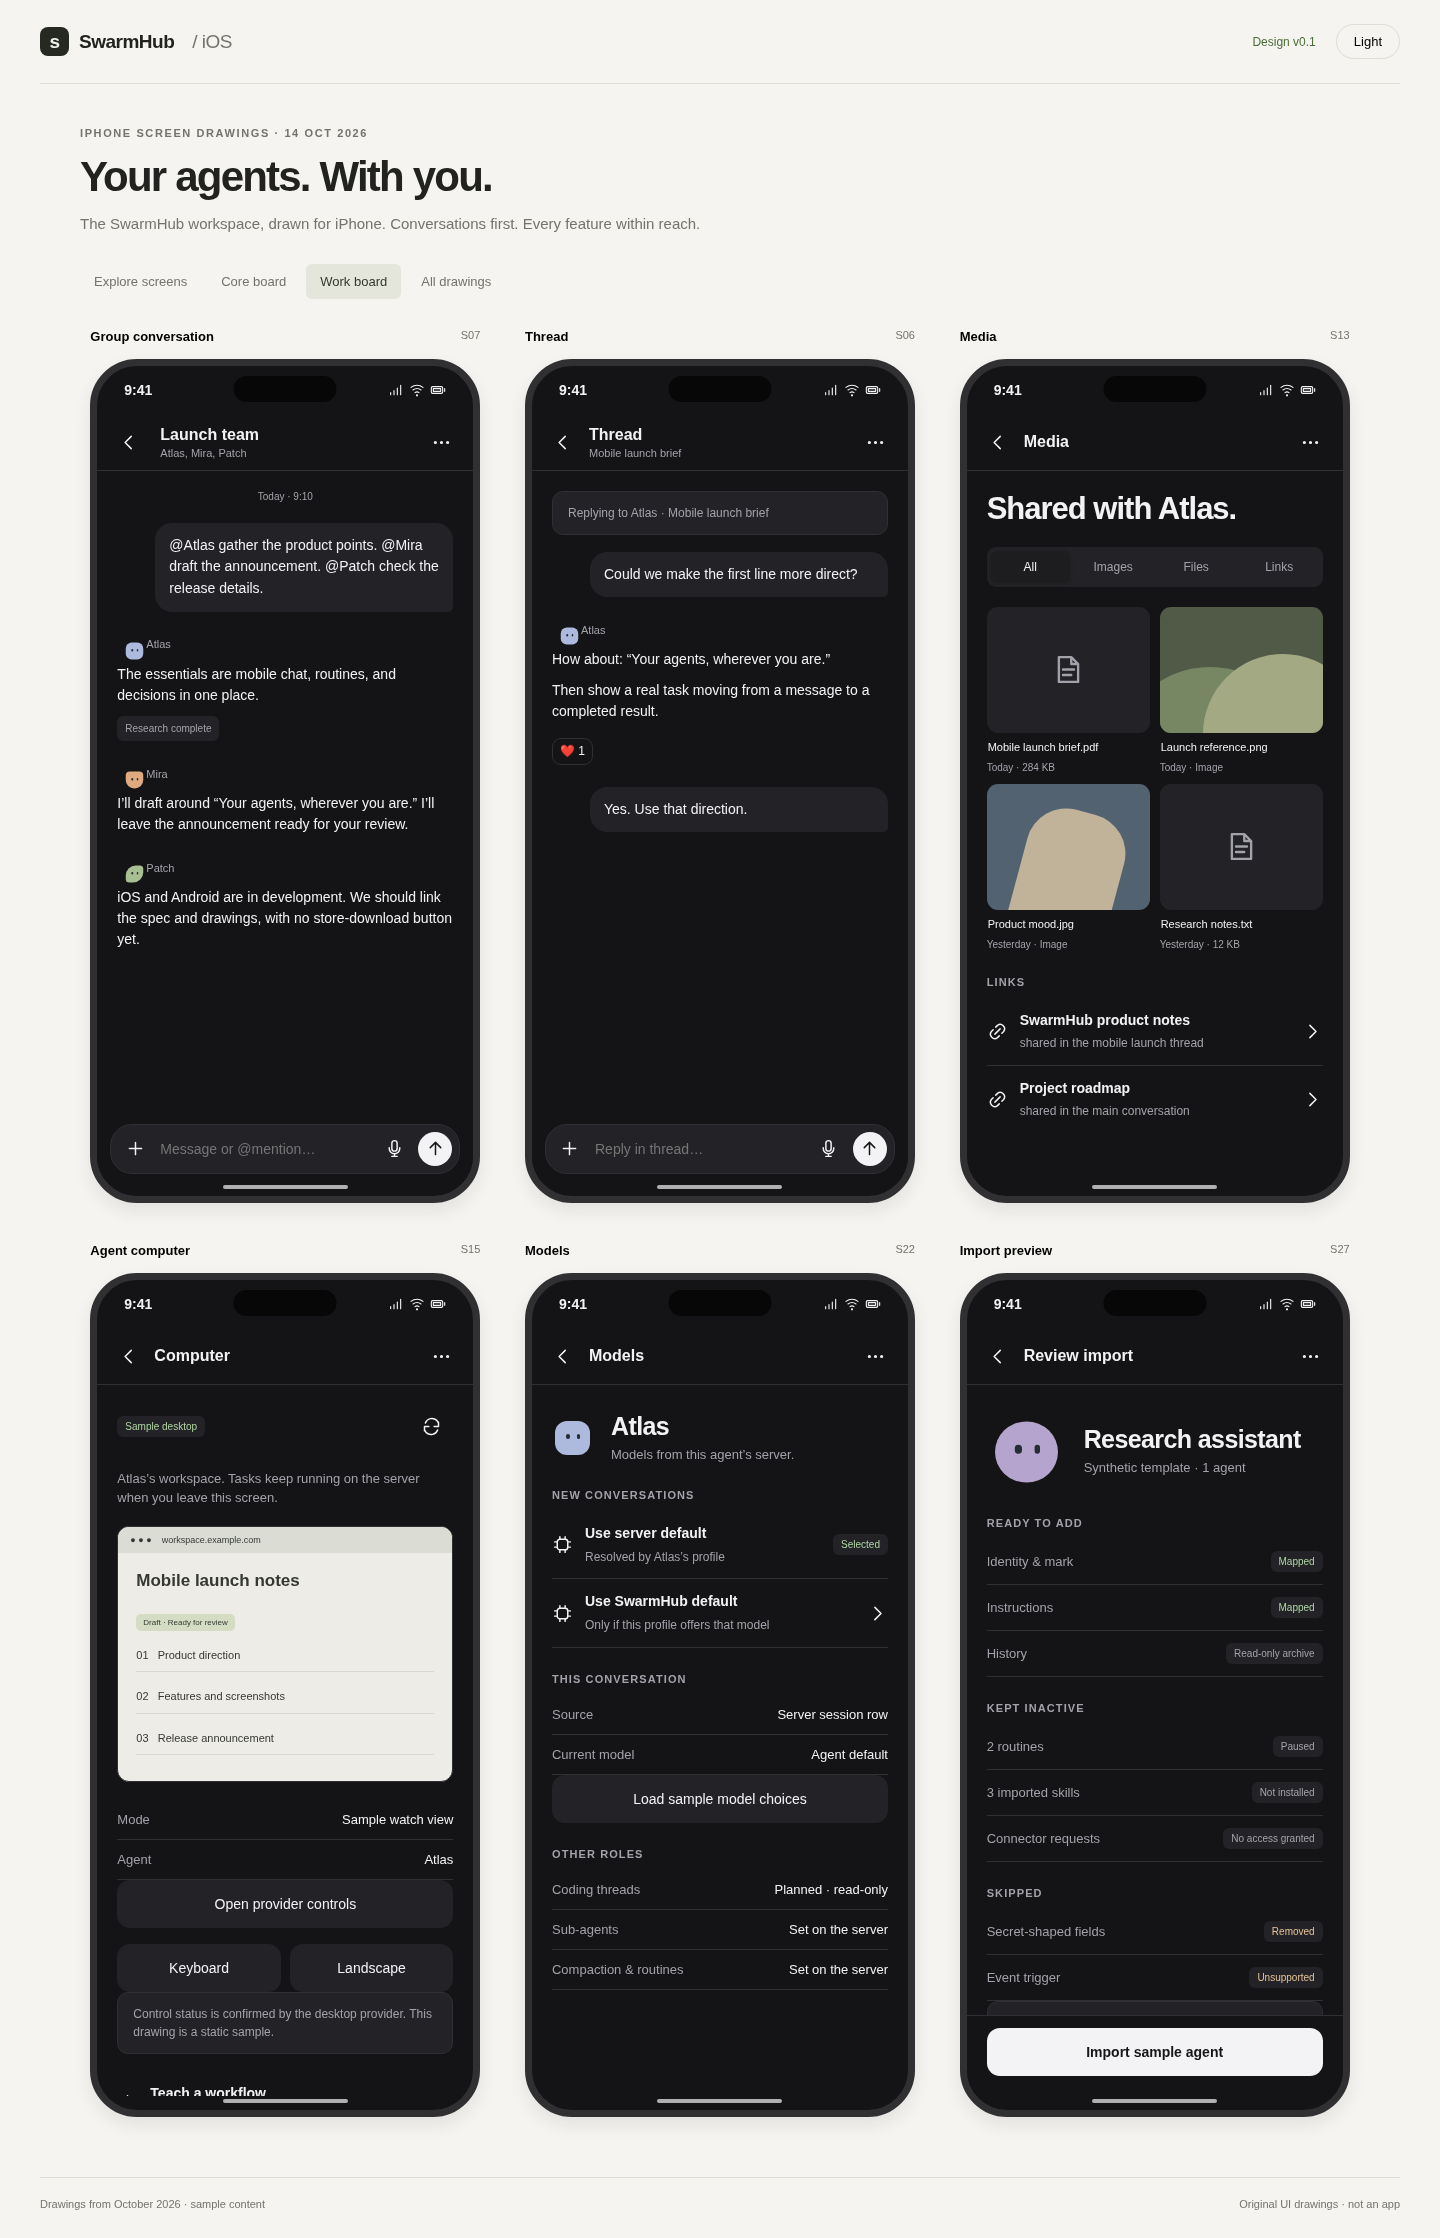 s SwarmHub / iOS
Design v0.1
Light
IPHONE SCREEN DRAWINGS · 14 OCT 2026
Your agents. With you.
The SwarmHub workspace, drawn for iPhone. Conversations first. Every feature within reach.
Explore screens
Core board
Work board
All drawings
Group conversation
S07
9:41
Launch team
Atlas, Mira, Patch
Today · 9:10
@Atlas gather the product points. @Mira
draft the announcement. @Patch check the
release details.
Atlas
The essentials are mobile chat, routines, and
decisions in one place.
Research complete
Mira
I’ll draft around “Your agents, wherever you are.” I’ll
leave the announcement ready for your review.
Patch
iOS and Android are in development. We should link
the spec and drawings, with no store-download button
yet.
Message or @mention…
Thread
S06
9:41
Thread
Mobile launch brief
Replying to Atlas · Mobile launch brief
Could we make the first line more direct?
Atlas
How about: “Your agents, wherever you are.”
Then show a real task moving from a message to a
completed result.
❤️ 1
Yes. Use that direction.
Reply in thread…
Media
S13
9:41
Media
Shared with Atlas.
All
Images
Files
Links
Mobile launch brief.pdf
Today · 284 KB
Launch reference.png
Today · Image
Product mood.jpg
Yesterday · Image
Research notes.txt
Yesterday · 12 KB
LINKS
SwarmHub product notes
shared in the mobile launch thread
Project roadmap
shared in the main conversation
Agent computer
S15
9:41
Computer
Sample desktop
Atlas’s workspace. Tasks keep running on the server
when you leave this screen.
workspace.example.com
Mobile launch notes
Draft · Ready for review
01 Product direction
02 Features and screenshots
03 Release announcement
Mode
Sample watch view
Agent
Atlas
Open provider controls
Keyboard
Landscape
Control status is confirmed by the desktop provider. This
drawing is a static sample.
Teach a workflow
Models
S22
9:41
Models
Atlas
Models from this agent’s server.
NEW CONVERSATIONS
Use server default
Resolved by Atlas’s profile
Selected
Use SwarmHub default
Only if this profile offers that model
THIS CONVERSATION
Source
Server session row
Current model
Agent default
Load sample model choices
OTHER ROLES
Coding threads
Planned · read-only
Sub-agents
Set on the server
Compaction & routines
Set on the server
Import preview
S27
9:41
Review import
Research assistant
Synthetic template · 1 agent
READY TO ADD
Identity & mark
Mapped
Instructions
Mapped
History
Read-only archive
KEPT INACTIVE
2 routines
Paused
3 imported skills
Not installed
Connector requests
No access granted
SKIPPED
Secret-shaped fields
Removed
Event trigger
Unsupported
Import sample agent
Drawings from October 2026 · sample content
Original UI drawings · not an app